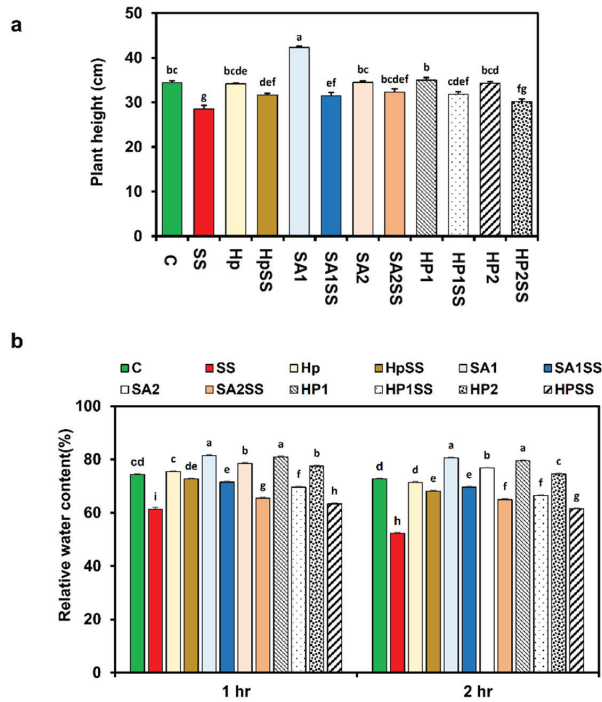 a
Plant height (cm)
50
40
30
20
10
0
bc
g
bcde
def
a
ef
bc
bcdef
b
cdef
bcd
fg
C
SS
Hp
HpSS
SA1
SA1SS
SA2
SA2SS
HP1
HP1SS
HP2
HP2SS
b
C SS Hp HpSS SA1 SA1SS
SA2 SA2SS HP1 HP1SS HP2 HPSS
Relative water content(%)
100
80
60
40
20
0
cd i c de a e b g a f b h
d h d e a e b f a f c g
1 hr 2 hr